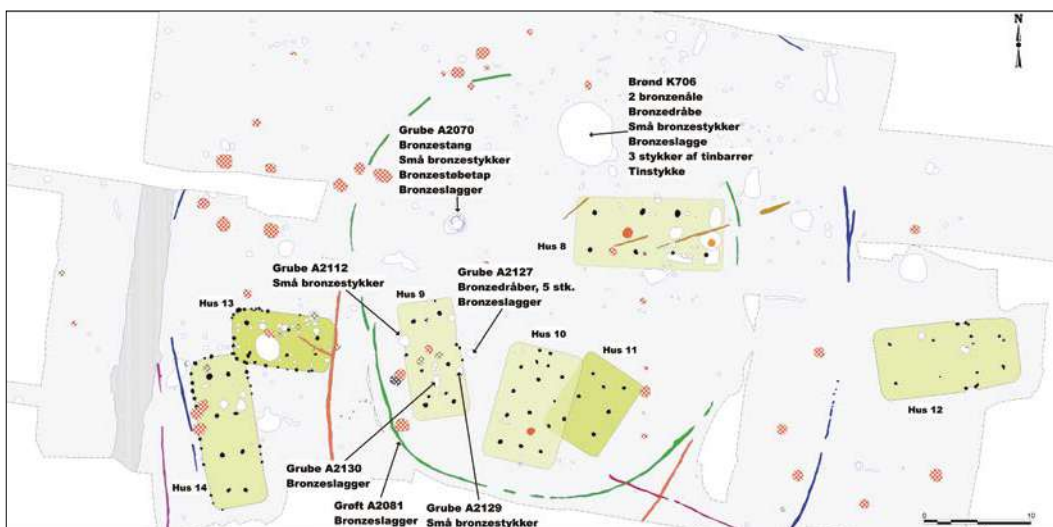 N
Brønd K706
2 bronzenåle
Bronzedråbe
Små bronzestykker
Bronzeslagge
3 stykker af tinbarrer
Tinstykke
Grube A2070
Bronzestang
Små bronzestykker
Bronzestøbetap
Bronzeslagger
Hus 8
Grube A2112
Små bronzestykker
Grube A2127
Bronzedråber, 5 stk.
Bronzeslagger
Hus 13
Hus 9
Hus 10
Hus 11
Hus 12
Grube A2130
Bronzeslagger
Hus 14
Grøft A2081
Bronzeslagger
Grube A2129
Små bronzestykker
0 10